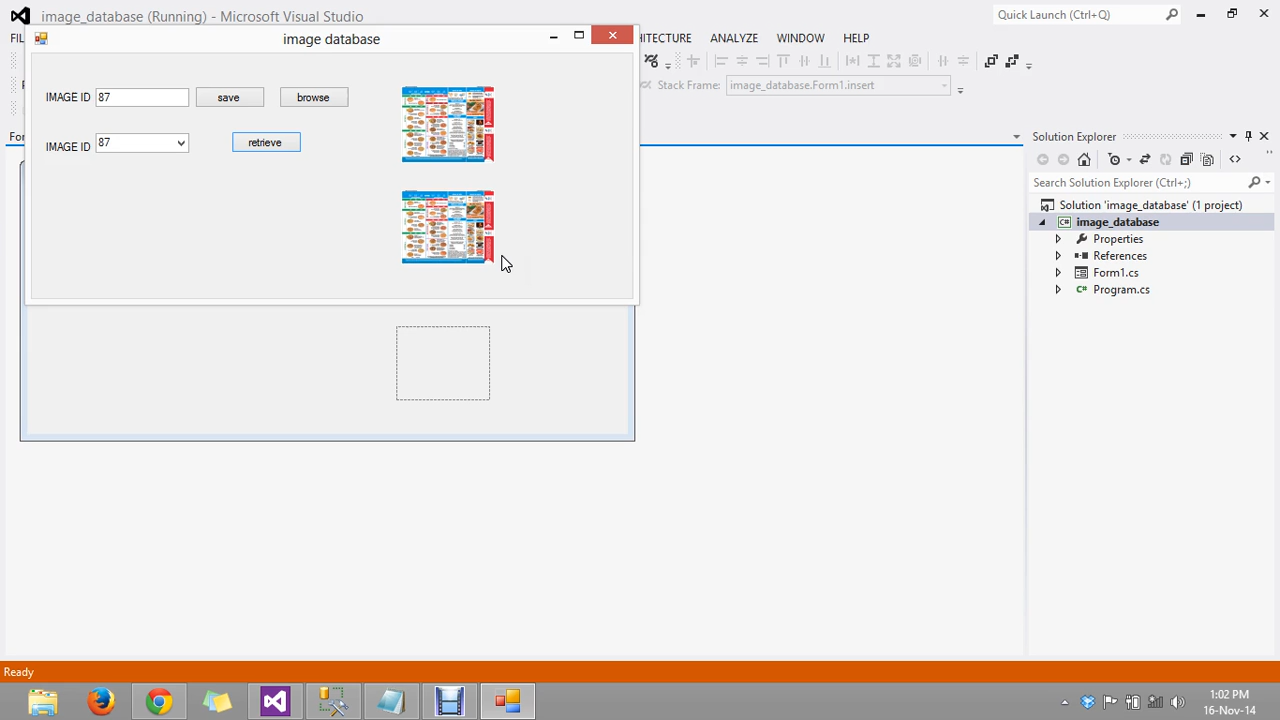 image_database (Running) - Microsoft Visual Studio
Quick Launch (Ctrl+Q)
image database
HITECTURE ANALYZE WINDOW HELP
IMAGE ID 87 save browse
Stack Frame: image_database.Form1.insert
IMAGE ID 87 retrieve
Solution Explorer
Search Solution Explorer (Ctrl+;)
Solution 'image_database' (1 project)
image_database
Properties
References
Form1.cs
Program.cs
Ready
1:02 PM
16-Nov-14